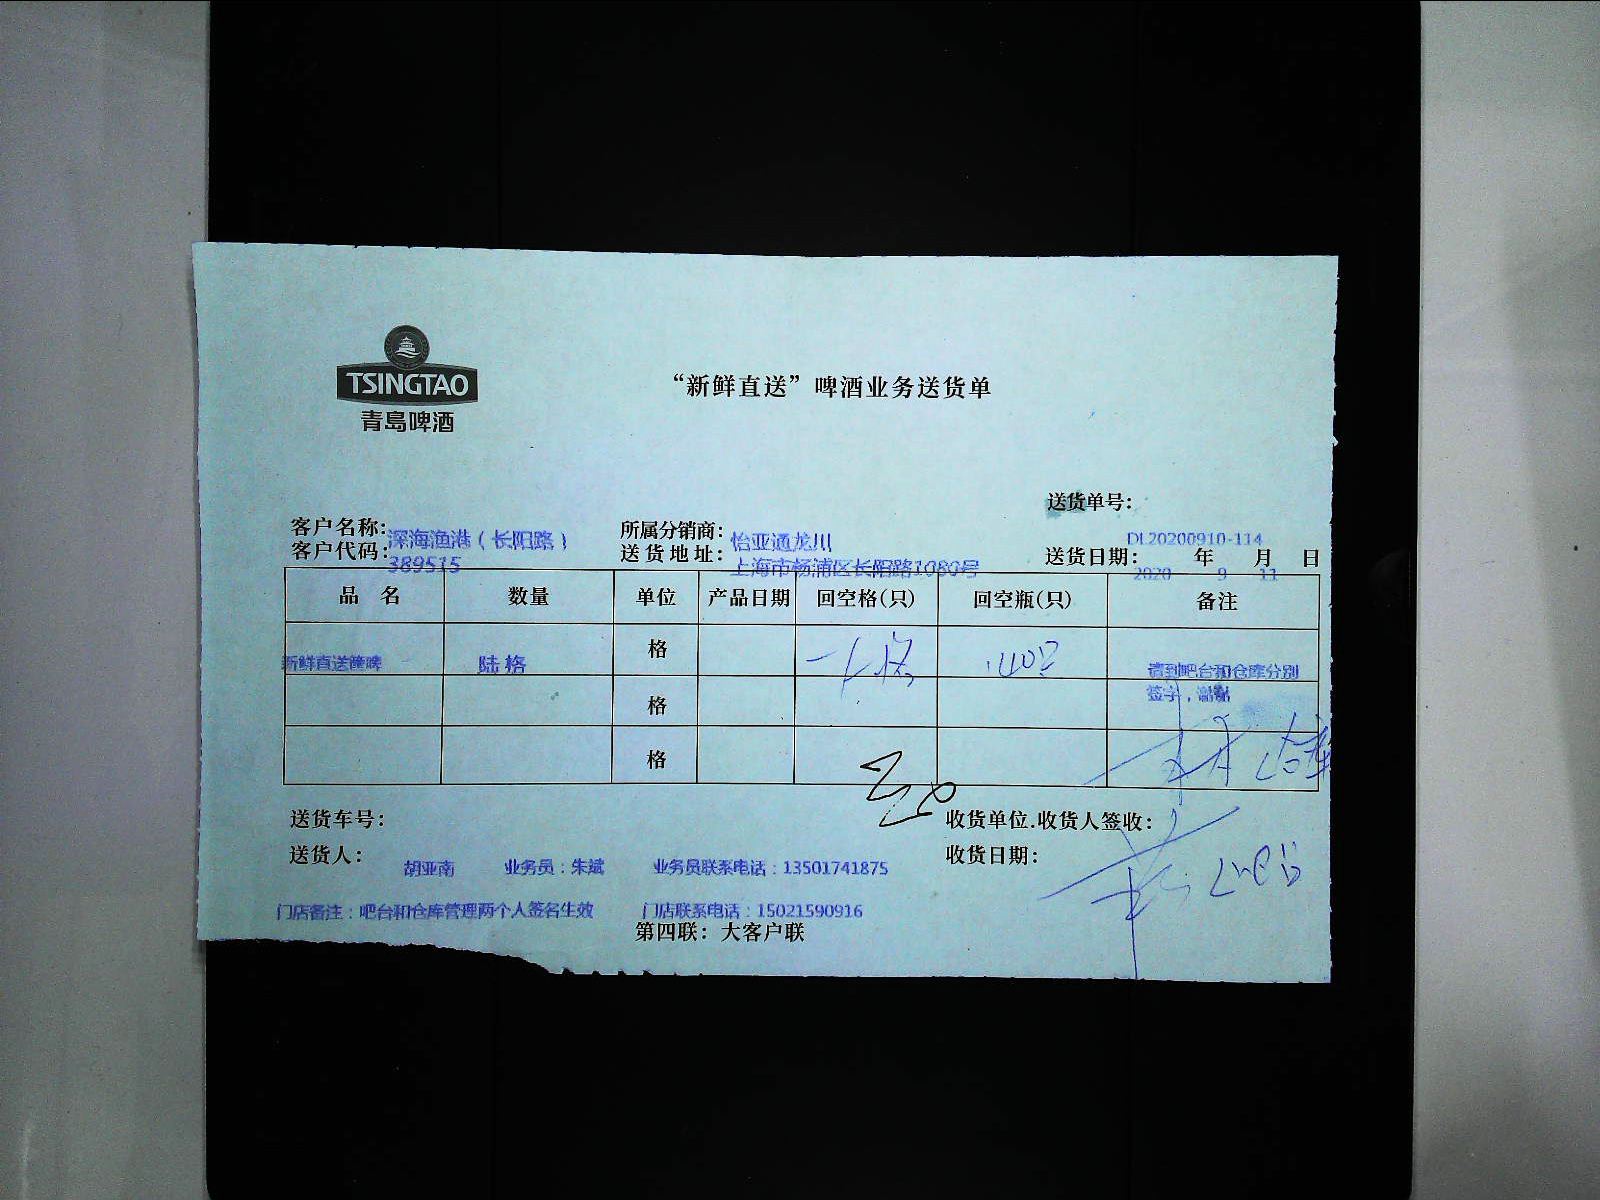 TSINGTAO
青岛啤酒
“新鲜直送”啤酒业务送货单
送货单号：
DL20200910-114
客户名称：深海渔港（长阳路） 所属分销商：怡亚通龙川
客户代码：389515 送货地址：上海市杨浦区长阳路1080号 送货日期：2020年9月11日
品名 数量 单位 产品日期 回空格(只) 回空瓶(只) 备注
新鲜直送 陆格 格 请到吧台和仓库分别
格 签字，谢谢
格
送货车号： 收货单位.收货人签收：
送货人：胡亚南 业务员：朱斌 业务员联系电话：13501741875 收货日期：
门店备注：吧台和仓库管理两个人签名生效 门店联系电话：15021590916
第四联：大客户联